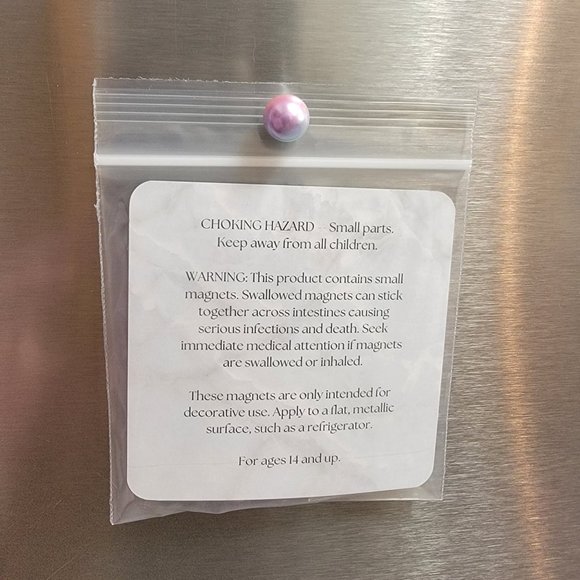 CHOKING HAZARD — Small parts.
Keep away from all children.
WARNING: This product contains small
magnets. Swallowed magnets can stick
together across intestines causing
serious infections and death. Seek
immediate medical attention if magnets
are swallowed or inhaled.
These magnets are only intended for
decorative use. Apply to a flat, metallic
surface, such as a refrigerator.
For ages 14 and up.